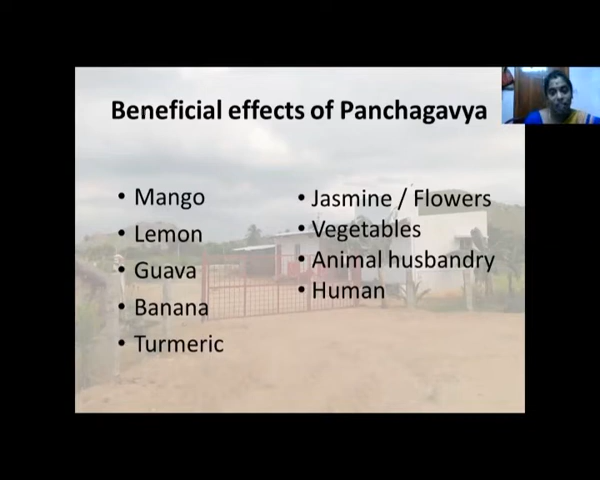 Beneficial effects of Panchagavya
• Mango
• Lemon
• Guava
• Banana
• Turmeric
• Jasmine / Flowers
• Vegetables
• Animal husbandry
• Human